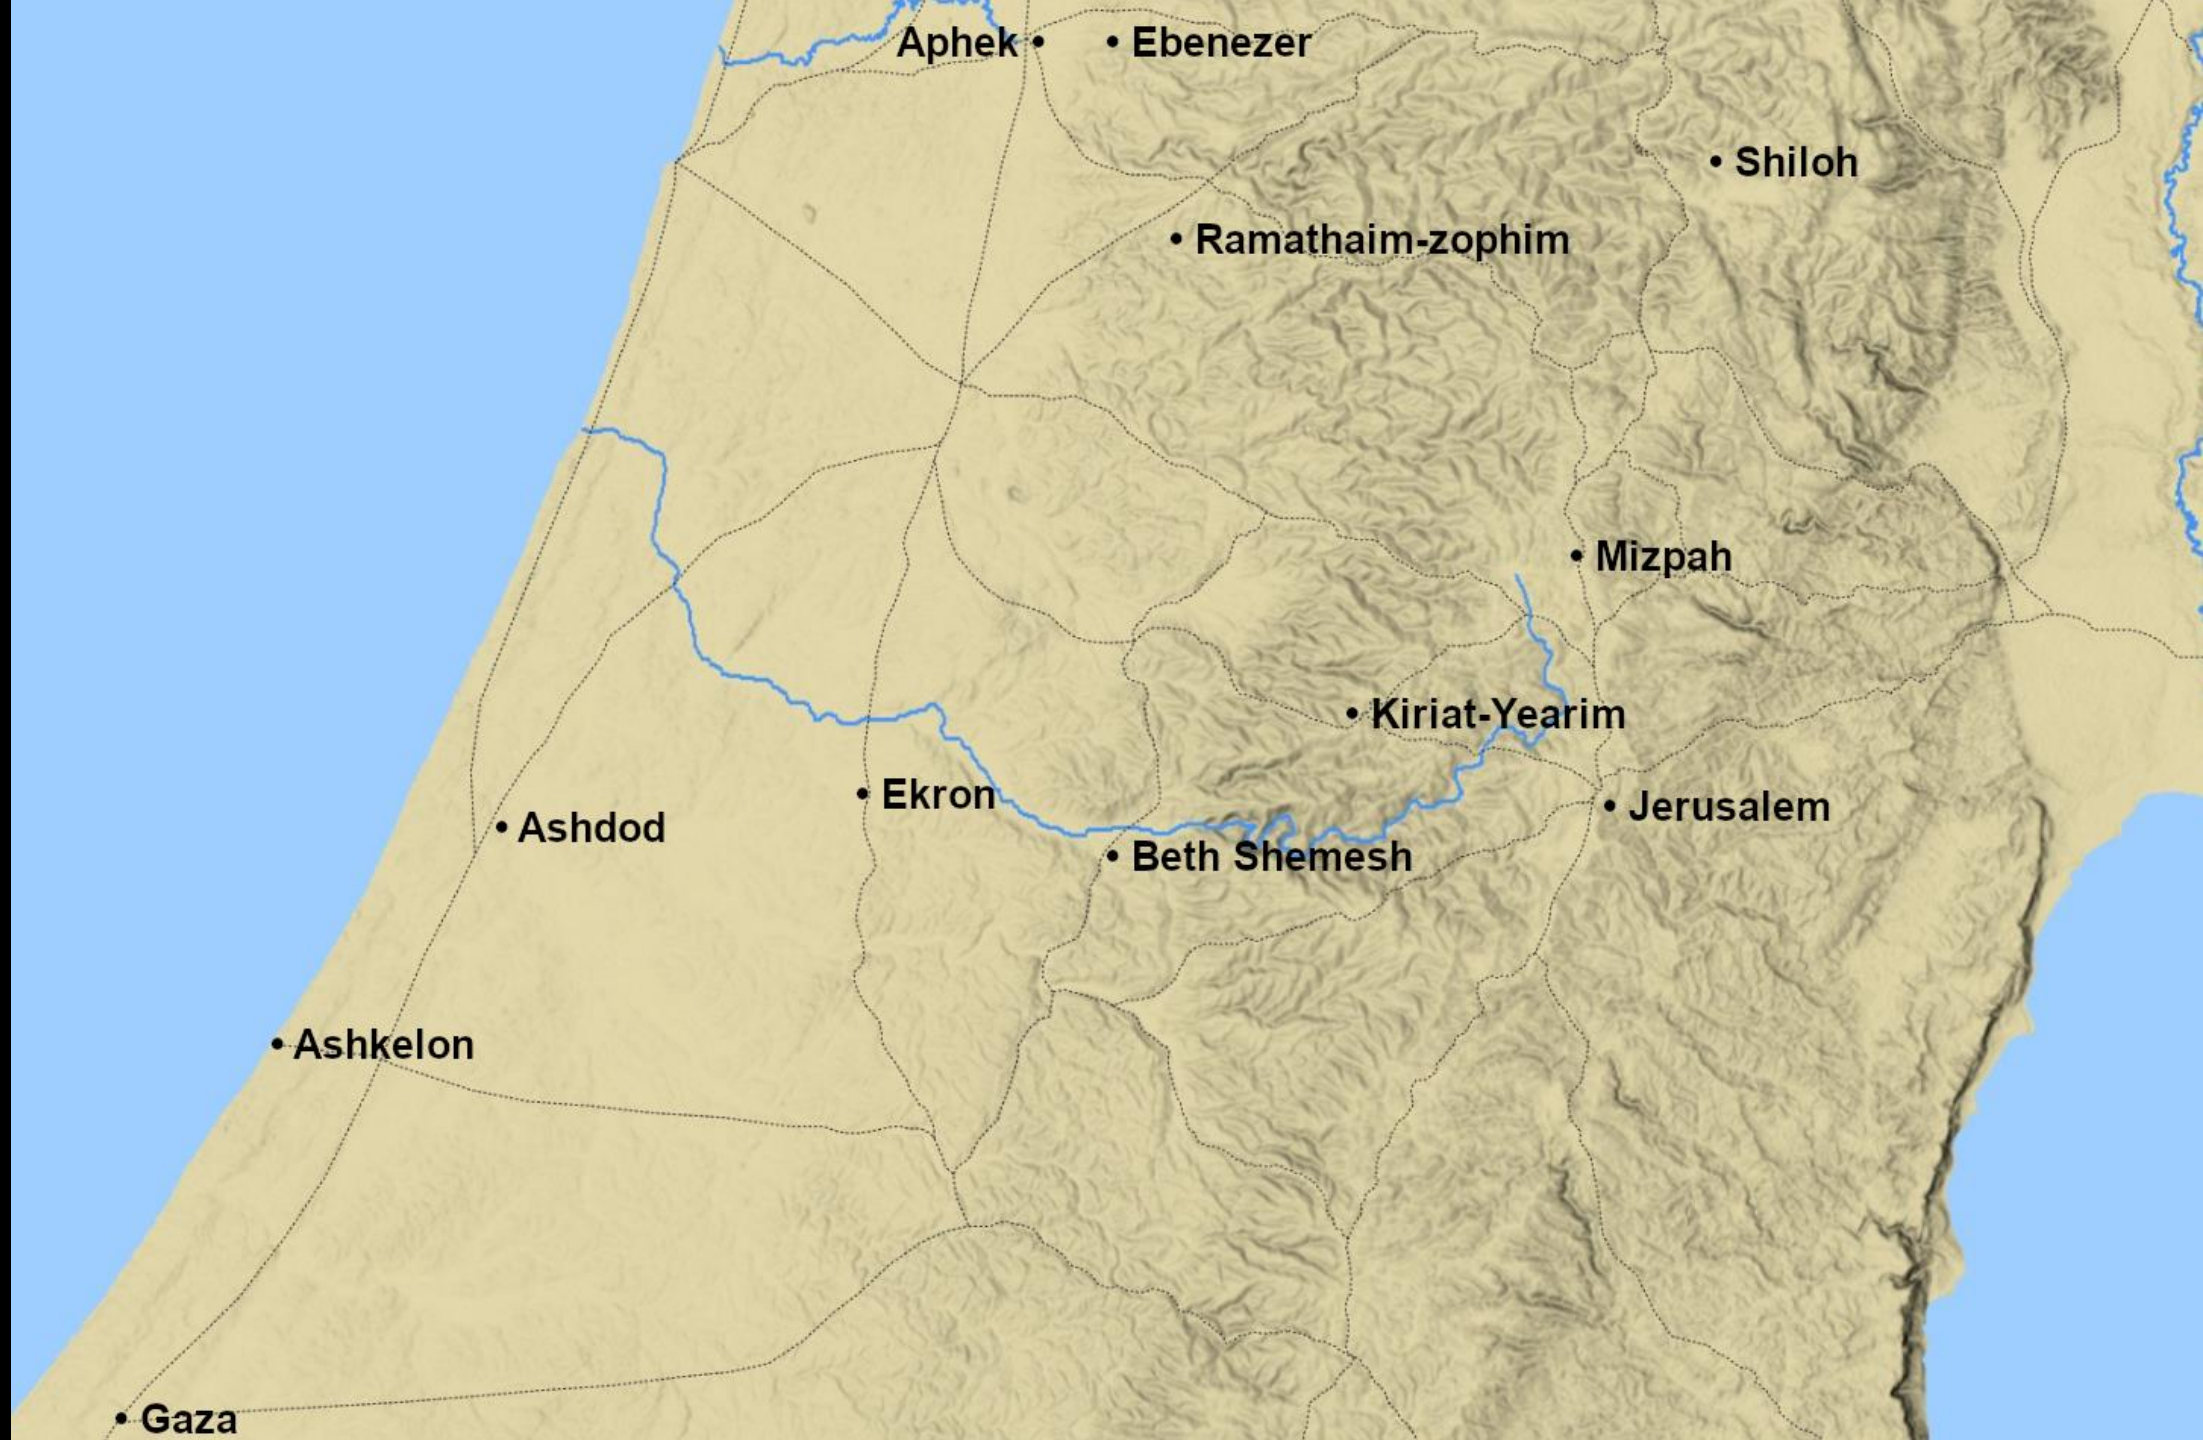 Aphek
Ebenezer
Shiloh
Ramathaim-zophim
Mizpah
Kiriat-Yearim
Ekron
Jerusalem
Ashdod
Beth Shemesh
Ashkelon
Gaza